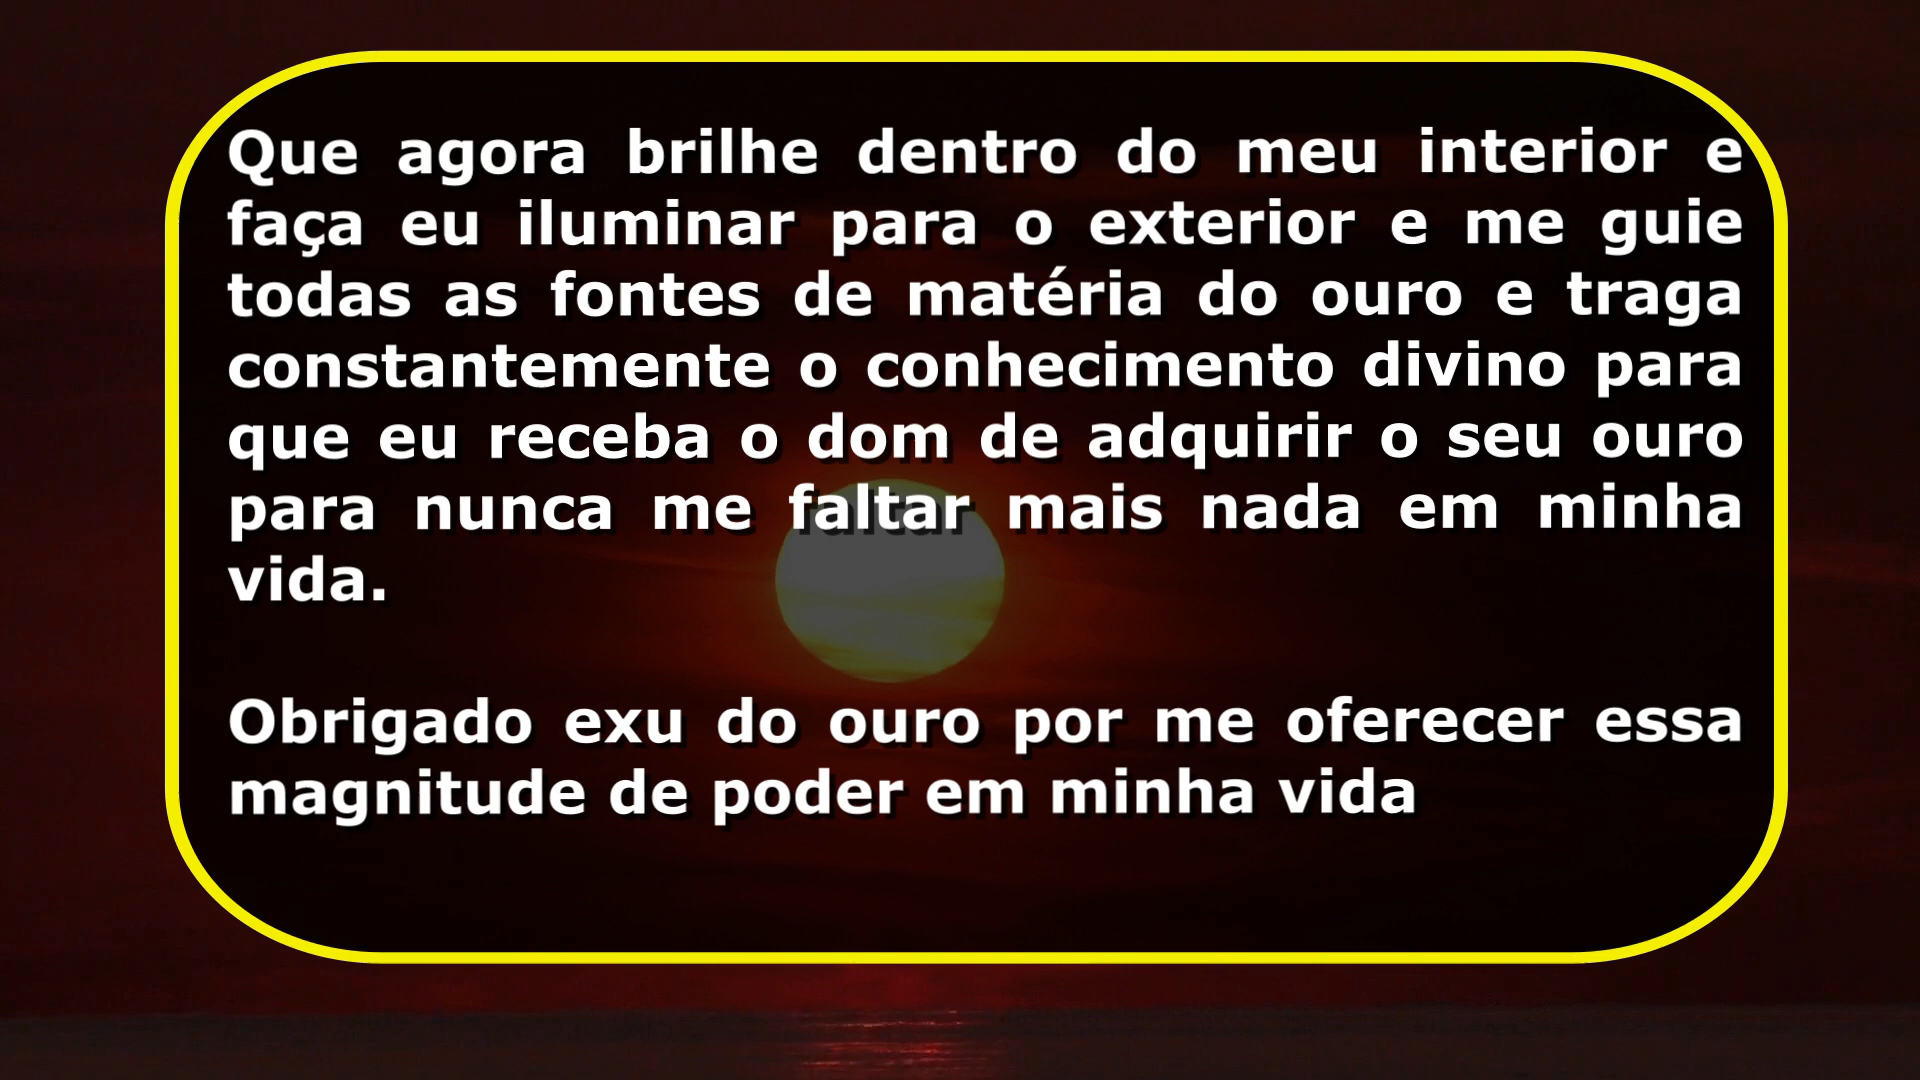 Que agora brilhe dentro do meu interior e
faça eu iluminar para o exterior e me guie
todas as fontes de matéria do ouro e traga
constantemente o conhecimento divino para
que eu receba o dom de adquirir o seu ouro
para nunca me faltar mais nada em minha
vida.
Obrigado exu do ouro por me oferecer essa
magnitude de poder em minha vida